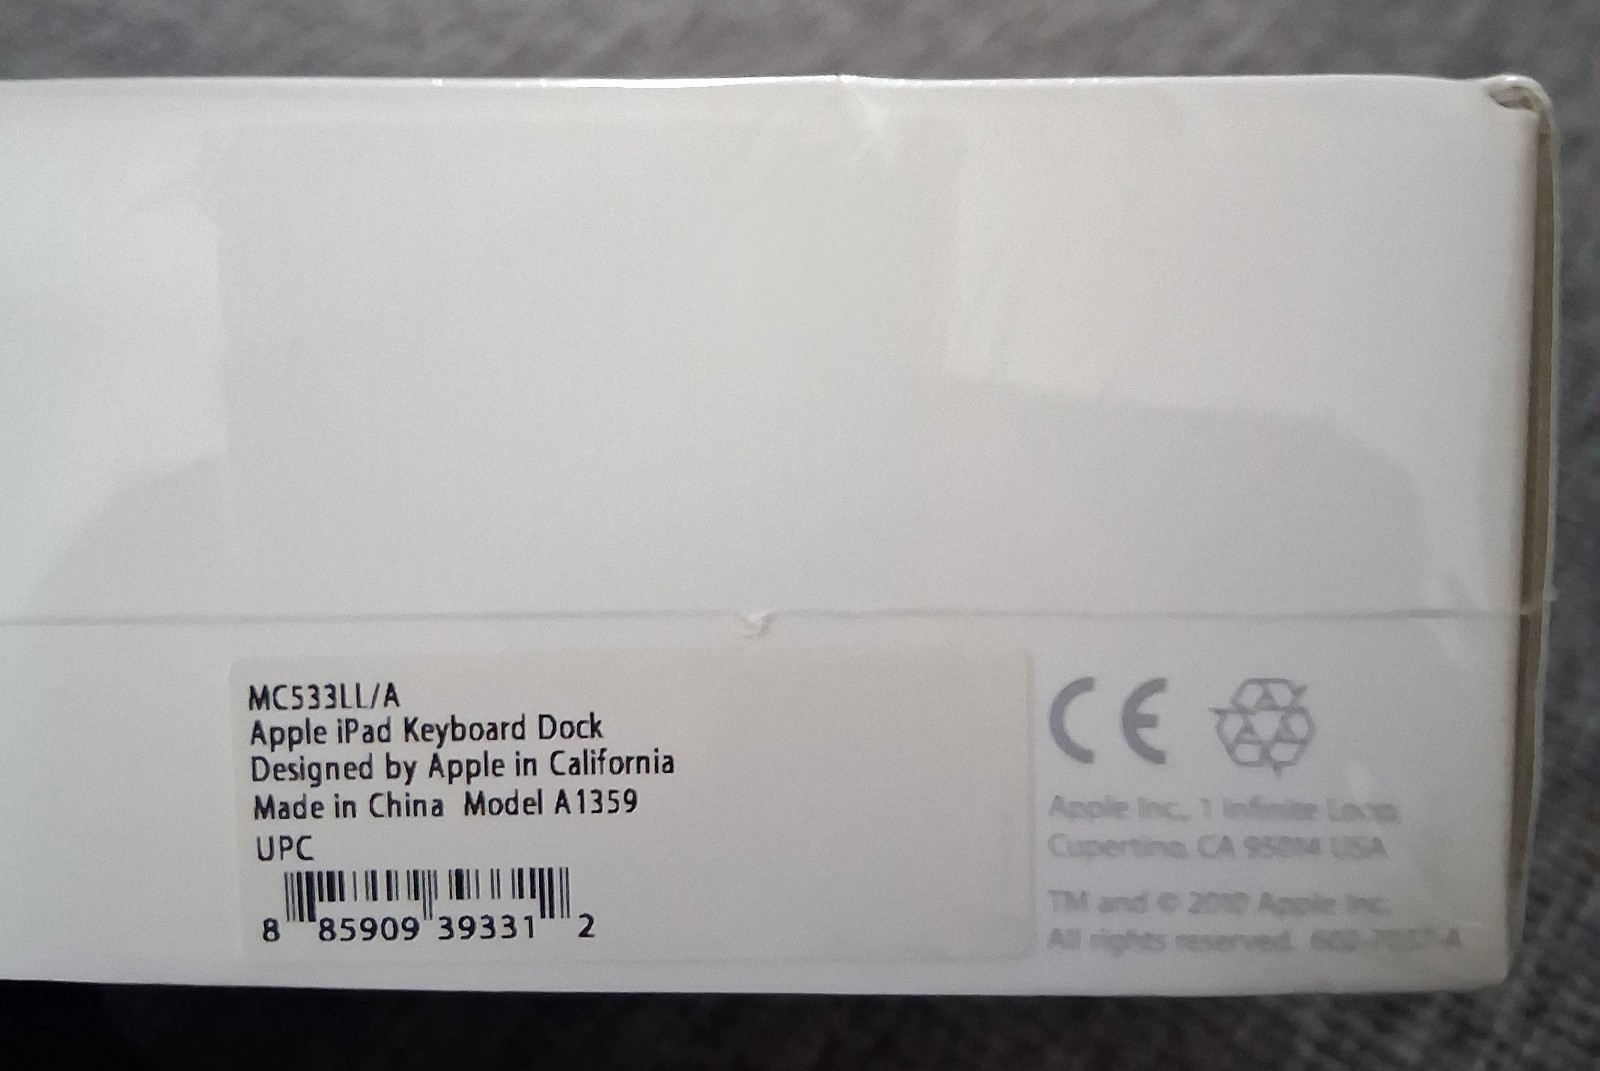 MC533LL/A
Apple iPad Keyboard Dock
Designed by Apple in California
Made in China Model A1359
UPC
8 85909 39331 2
CE
Apple Inc. 1 Infinite Loop
Cupertino CA 95014 USA
TM and © 2010 Apple Inc.
All rights reserved.